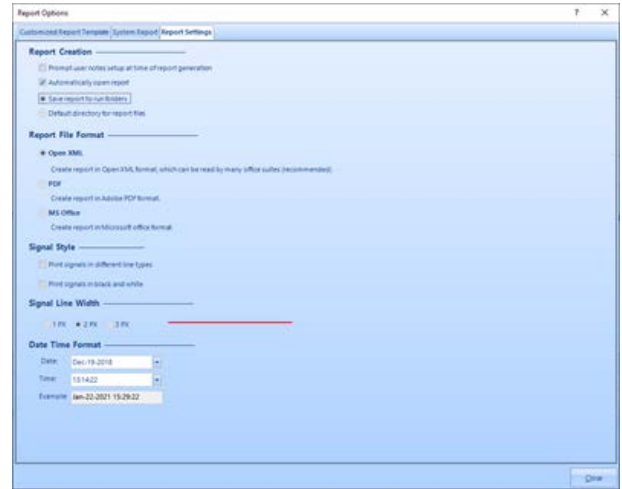 Report Options
? ×
Customized Report Template System Report Report Settings
Report Creation
Prompt user notes setup at time of report generation
Automatically open report
Save report to run folders
Default directory for report files
Report File Format
Open XML
Create report in Open XML format, which can be read by many office suites (recommended)
PDF
Create report in Adobe PDF format.
MS Office
Create report in Microsoft office format
Signal Style
Print signals in different line types
Print signals in black and white
Signal Line Width
1 PX 2 PX 3 PX
Date Time Format
Date: Dec-19-2018
Time: 13:14:22
Example Jan-22-2021 15:29:22
Close